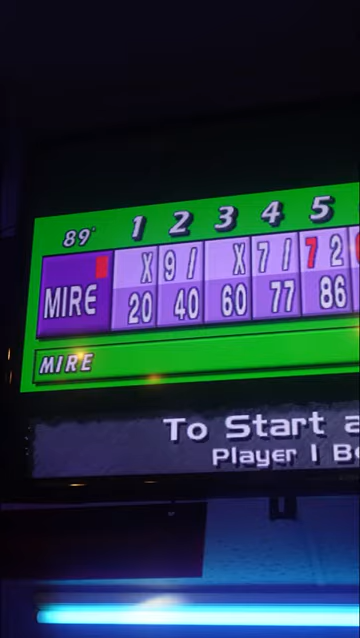 89° 1 2 3 4 5
X 9 / X 7 / 7 2
MIRE 20 40 60 77 86
MIRE
To Start a
Player 1 Be